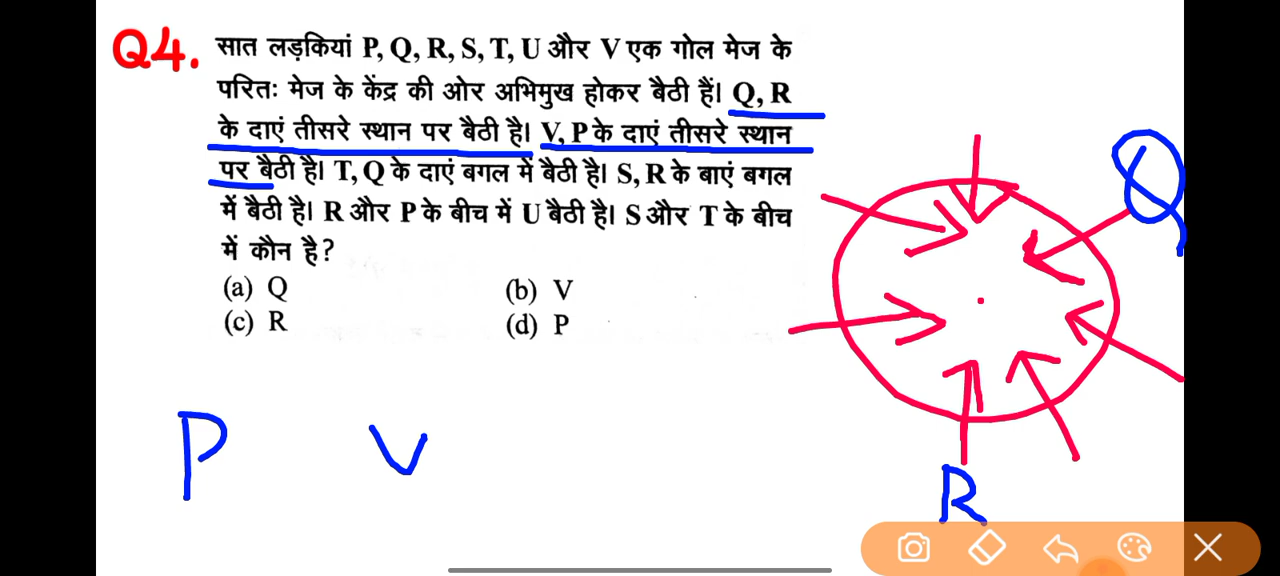 Q4.
सात लड़कियां P, Q, R, S, T, U और V एक गोल मेज के
परितः मेज के केंद्र की ओर अभिमुख होकर बैठी हैं। Q, R
के दाएं तीसरे स्थान पर बैठी है। V, P के दाएं तीसरे स्थान
पर बैठी है। T, Q के दाएं बगल में बैठी है। S, R के बाएं बगल
में बैठी है। R और P के बीच में U बैठी है। S और T के बीच
में कौन है?
(a) Q (b) V
(c) R (d) P
Q
P V
R